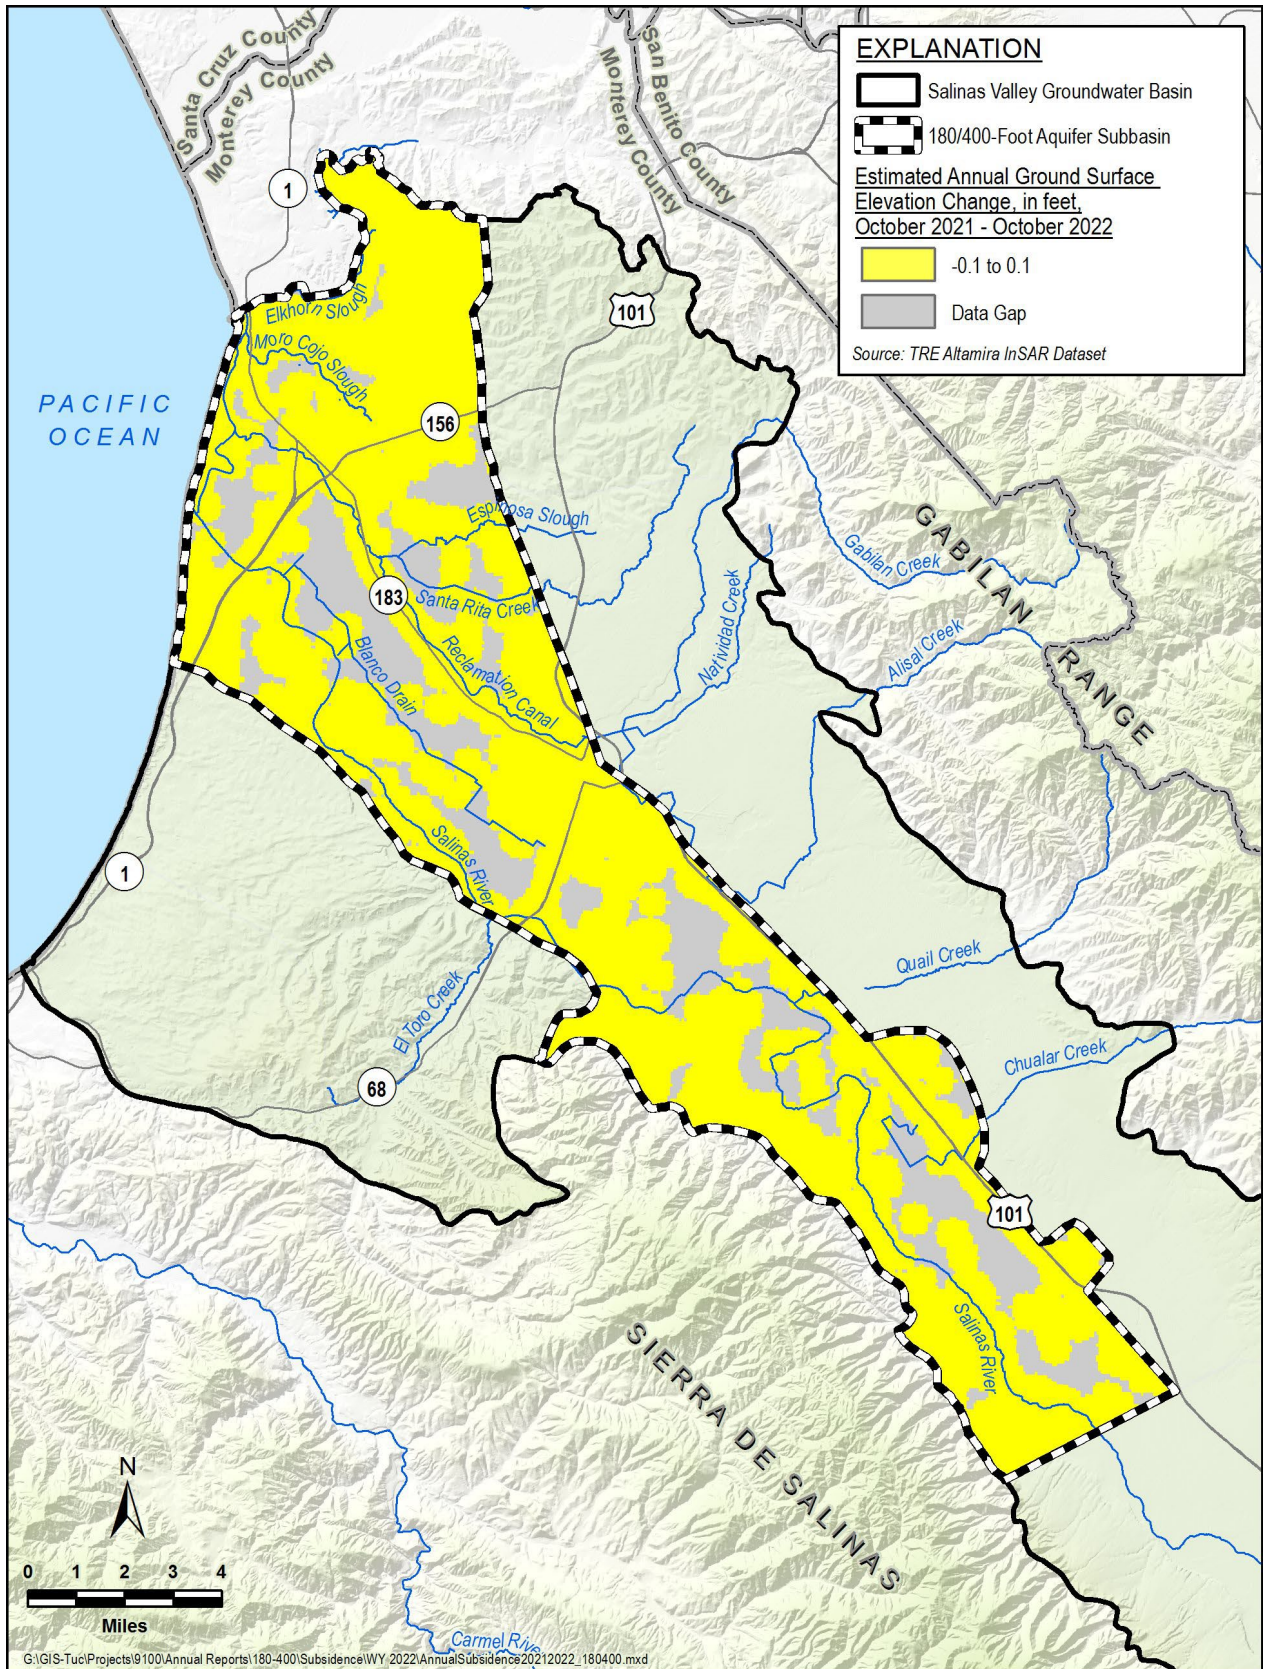 EXPLANATION
Salinas Valley Groundwater Basin
180/400-Foot Aquifer Subbasin
Estimated Annual Ground Surface
Elevation Change, in feet,
October 2021 - October 2022
-0.1 to 0.1
Data Gap
Source: TRE Altamira InSAR Dataset
Santa Cruz County
Monterey County
San Benito County
Monterey County
1
101
Elkhorn Slough
Moro Cojo Slough
PACIFIC
OCEAN
156
Espinosa Slough
GABILAN
RANGE
Gabilan Creek
183
Santa Rita Creek
Natividad Creek
Alisal Creek
Blanco Drain
Reclamation Canal
Salinas River
1
Quail Creek
El Toro Creek
Chualar Creek
68
101
Salinas River
SIERRA DE SALINAS
N
0 1 2 3 4
Miles
Carmel River
G:\GIS-Tuc\Projects\9100\Annual Reports\180-400\Subsidence\WY 2022\AnnualSubsidence20212022_180400.mxd